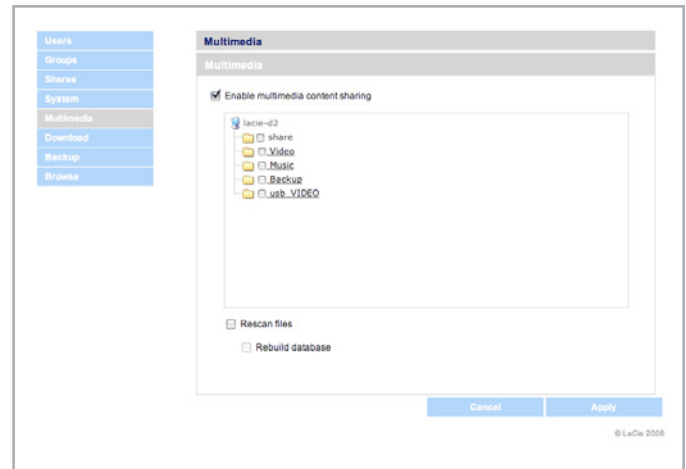 Users
Groups
Shares
System
Multimedia
Download
Backup
Browse
Multimedia
Multimedia
Enable multimedia content sharing
lacie-d2
share
Video
Music
Backup
usb_VIDEO
Rescan files
Rebuild database
Cancel
Apply
© LaCie 2008